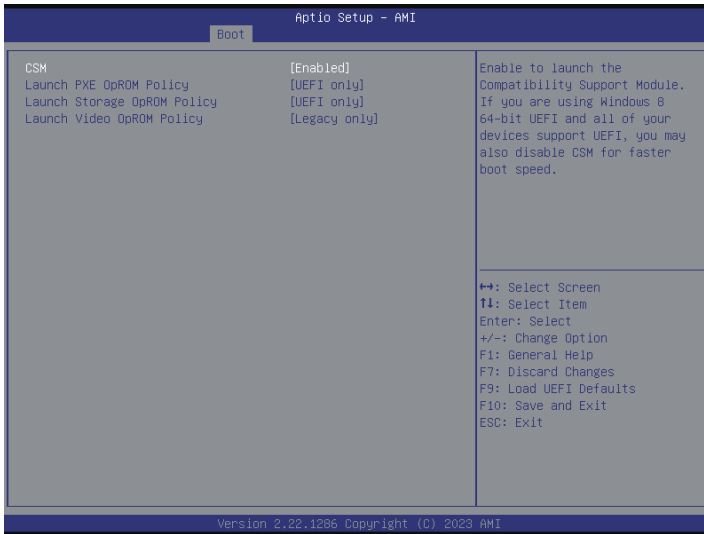 Aptio Setup – AMI
Boot
CSM [Enabled]
Launch PXE OpROM Policy [UEFI only]
Launch Storage OpROM Policy [UEFI only]
Launch Video OpROM Policy [Legacy only]
Enable to launch the
Compatibility Support Module.
If you are using Windows 8
64-bit UEFI and all of your
devices support UEFI, you may
also disable CSM for faster
boot speed.
↔: Select Screen
↑↓: Select Item
Enter: Select
+/-: Change Option
F1: General Help
F7: Discard Changes
F9: Load UEFI Defaults
F10: Save and Exit
ESC: Exit
Version 2.22.1286 Copyright (C) 2023 AMI